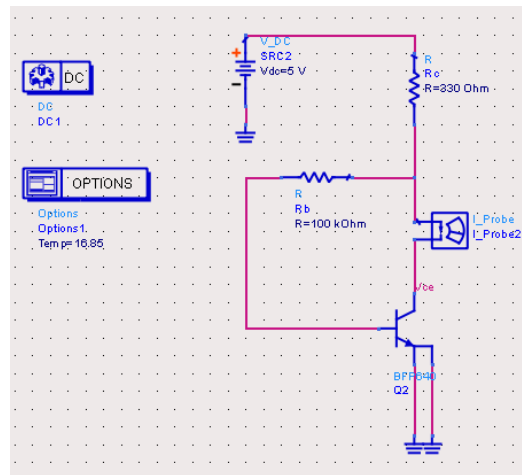 V_DC
SRC2
Vdc=5 V
R
Rc
R=330 Ohm
DC
DC
DC1
OPTIONS
Options
Options1
Temp=16.85
R
Rb
R=100 kOhm
I_Probe
I_Probe2
Vce
Q2